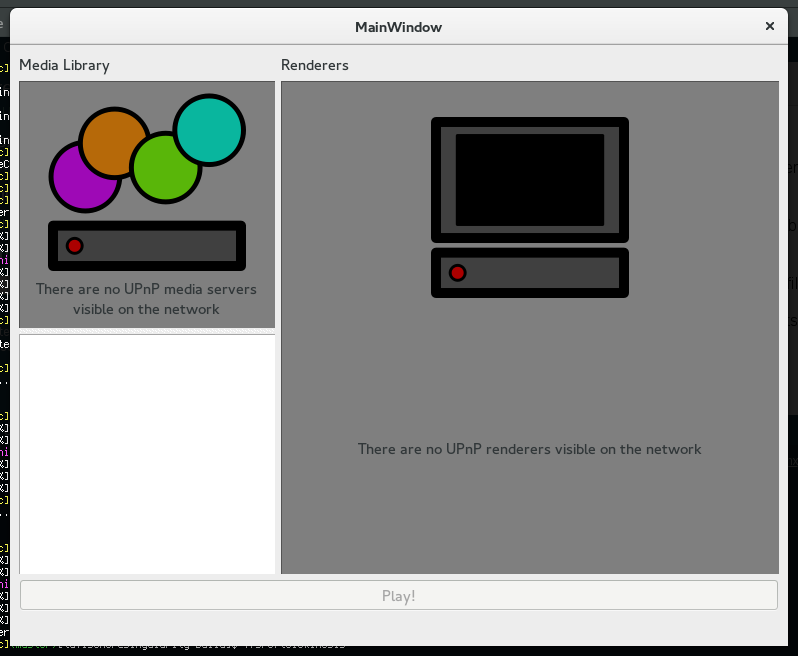 MainWindow
Media Library
Renderers
There are no UPnP media servers
visible on the network
There are no UPnP renderers visible on the network
Play!